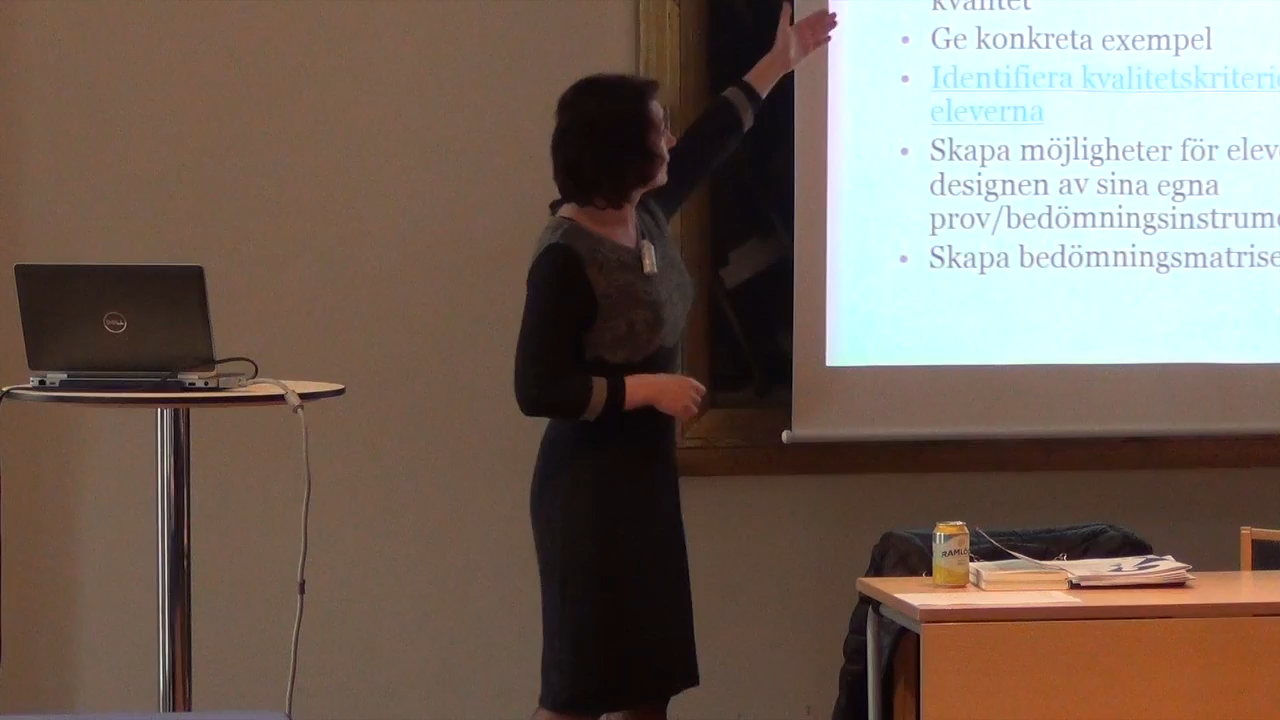 kvalitet
• Ge konkreta exempel
• Identifiera kvalitetskriterie
eleverna
• Skapa möjligheter för elev
designen av sina egna
prov/bedömningsinstrume
• Skapa bedömningsmatrise
DELL
RAMLÖ